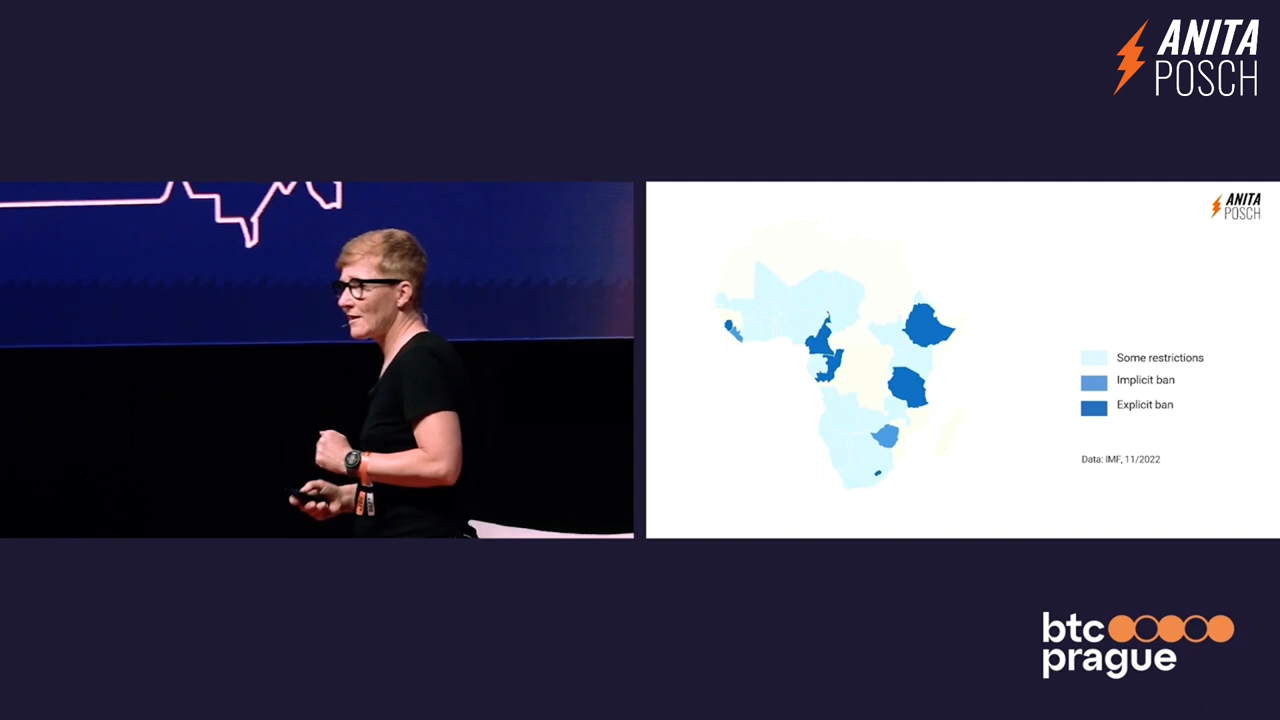 ANITA
POSCH
ANITA
POSCH
Some restrictions
Implicit ban
Explicit ban
Data: IMF, 11/2022
btc
prague